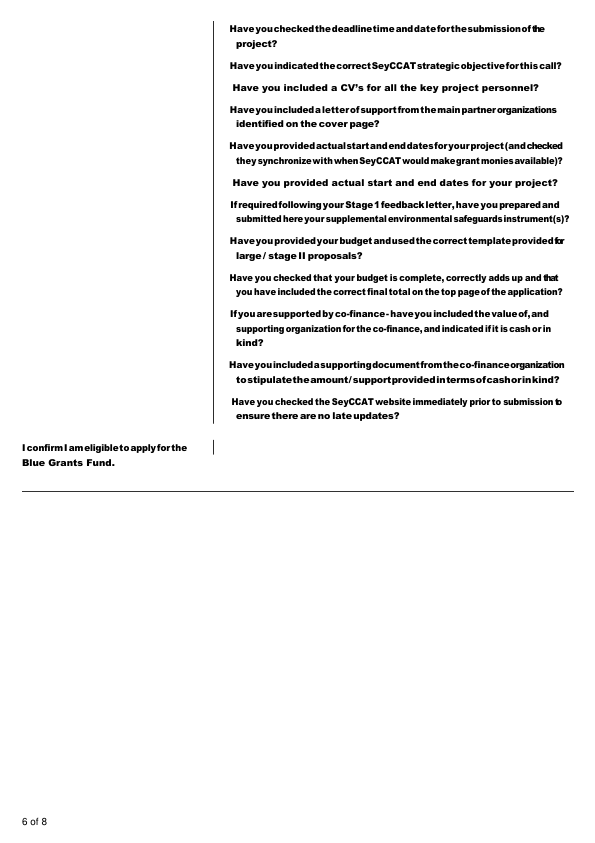 Have you checked the deadline time and date for the submission of the
project?
Have you indicated the correct SeyCCAT strategic objective for this call?
Have you included a CV's for all the key project personnel?
Have you included a letter of support from the main partner organizations
identified on the cover page?
Have you provided actual start and end dates for your project (and checked
they synchronize with when SeyCCAT would make grant monies available)?
Have you provided actual start and end dates for your project?
If required following your Stage 1 feedback letter, have you prepared and
submitted here your supplemental environmental safeguards instrument(s)?
Have you provided your budget and used the correct template provided for
large / stage II proposals?
Have you checked that your budget is complete, correctly adds up and that
you have included the correct final total on the top page of the application?
If you are supported by co-finance - have you included the value of, and
supporting organization for the co-finance, and indicated if it is cash or in
kind?
Have you included a supporting document from the co-finance organization
to stipulate the amount / support provided in terms of cash or in kind?
Have you checked the SeyCCAT website immediately prior to submission to
ensure there are no late updates?
I confirm I am eligible to apply for the
Blue Grants Fund.
6 of 8